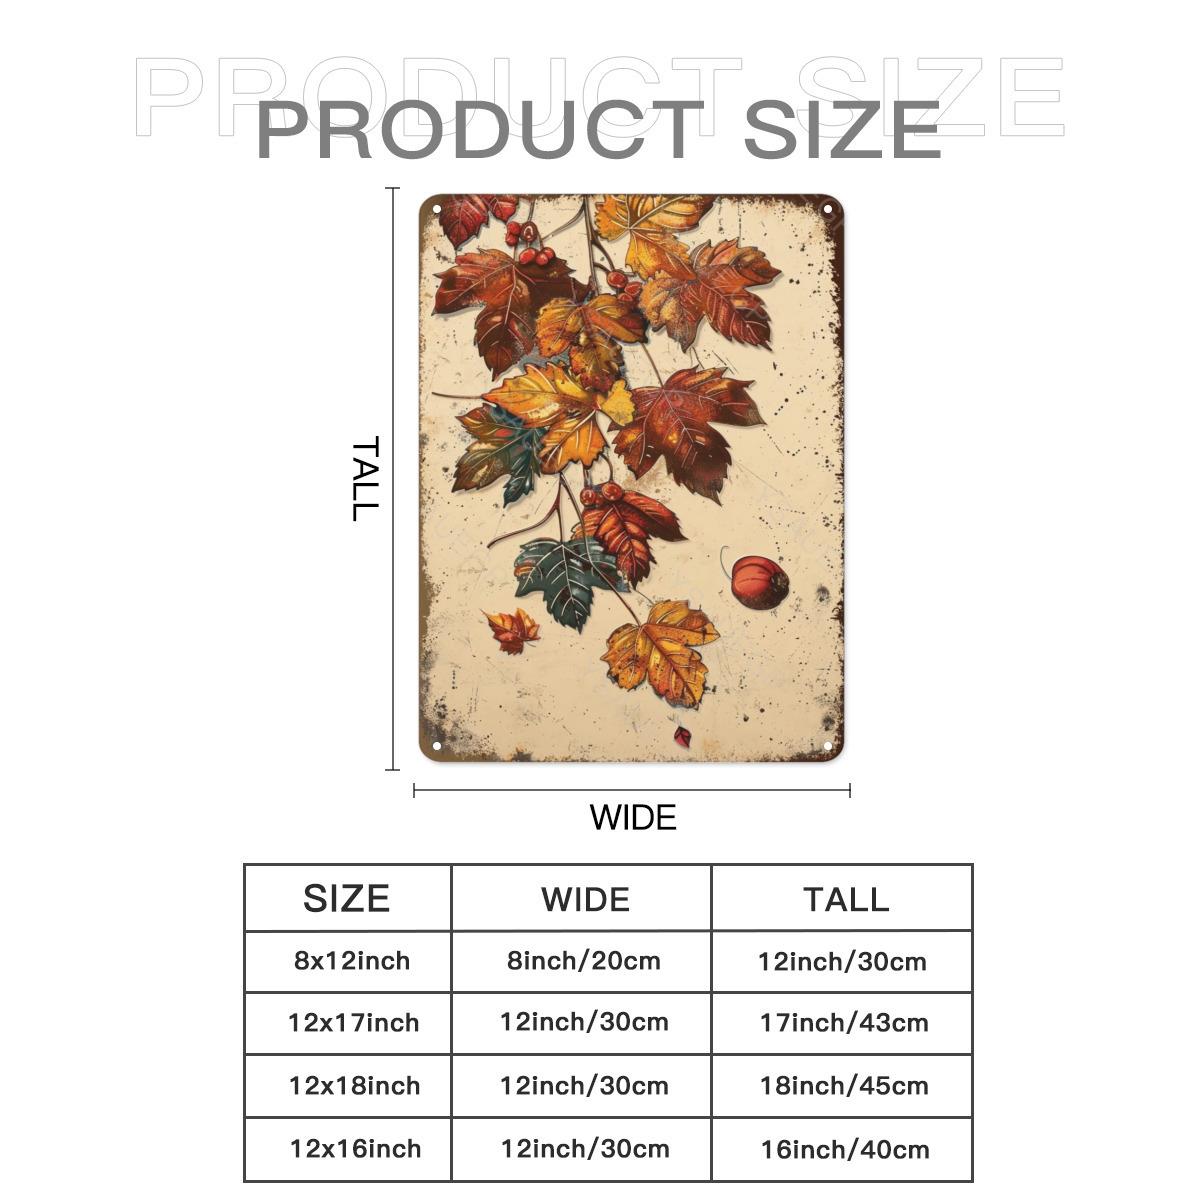 PRODUCT SIZE
PRODUCT SIZE
TALL
WIDE
SIZE WIDE TALL
8x12inch 8inch/20cm 12inch/30cm
12x17inch 12inch/30cm 17inch/43cm
12x18inch 12inch/30cm 18inch/45cm
12x16inch 12inch/30cm 16inch/40cm